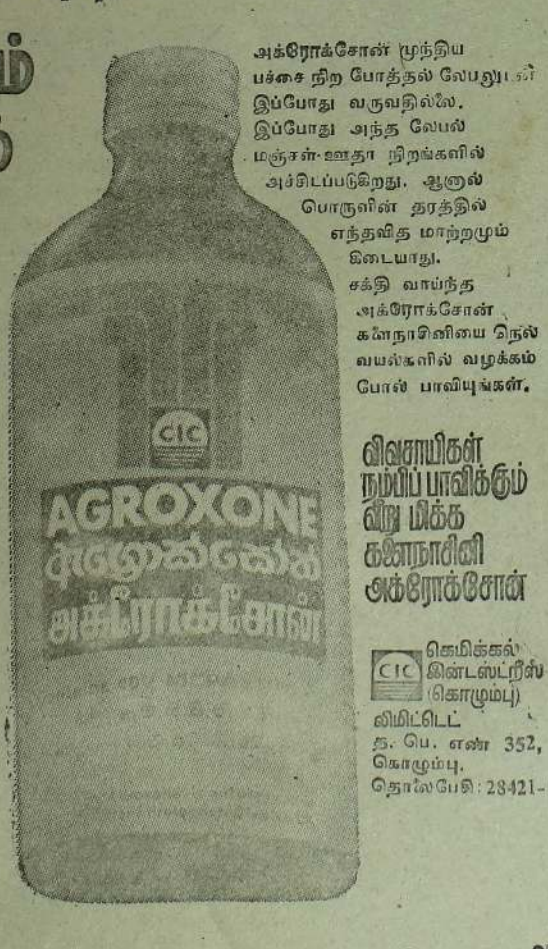 ம்
அக்ரோக்சோன் முந்திய
பச்சை நிற போத்தல் லேபலுடன்
இப்போது வருவதில்லை.
இப்போது அந்த லேபல்
மஞ்சள்-ஊதா நிறங்களில்
அச்சிடப்படுகிறது. ஆனால்
பொருளின் தரத்தில்
எந்தவித மாற்றமும்
கிடையாது.
சக்தி வாய்ந்த
அக்ரோக்சோன்
களைநாசினியை நெல்
வயல்களில் வழக்கம்
போல் பாவியுங்கள்.
CIC
AGROXONE
ඇග්‍රොක්සෝන්
அக்ரோக்சோன்
விவசாயிகள்
நம்பிப் பாவிக்கும்
வீறு மிக்க
களைநாசினி
அக்ரோக்சோன்
CIC
கெமிக்கல்
இன்டஸ்ட்ரீஸ்
(கொழும்பு)
லிமிட்டெட்
த. பெ. எண் 352,
கொழும்பு.
தொலைபேசி: 28421-